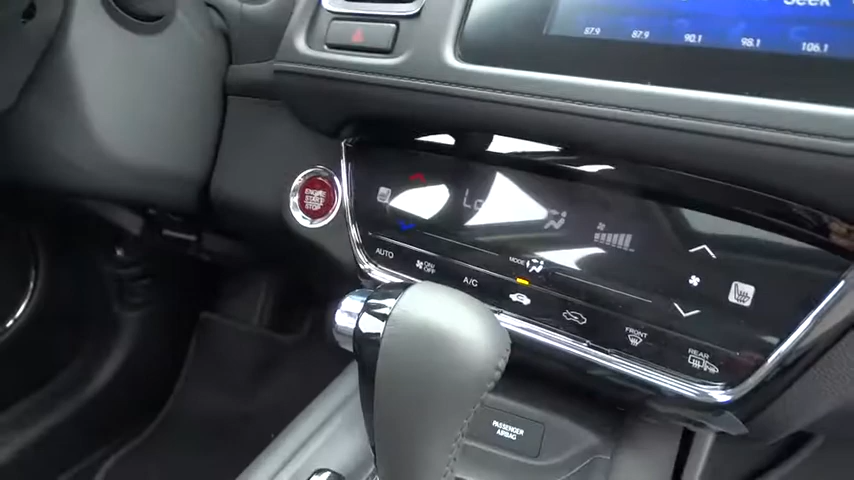 Seek
87.9 87.9 90.1 98.1 106.1
ENGINE
START
STOP
Lo
AUTO
ON/
OFF
A/C
MODE
FRONT
REAR
PASSENGER
AIRBAG